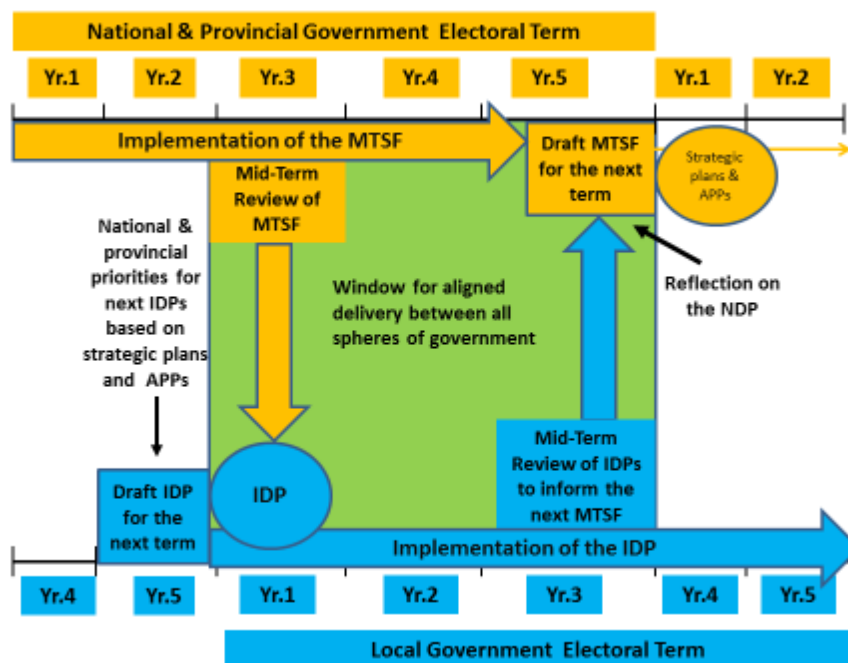 National & Provincial Government Electoral Term
Yr.1
Yr.2
Yr.3
Yr.4
Yr.5
Yr.1
Yr.2
Implementation of the MTSF
Draft MTSF
for the next
term
Strategic
plans &
APPs
Mid-Term
Review of
MTSF
National &
provincial
priorities for
next IDPs
based on
strategic plans
and APPs
Window for aligned
delivery between all
spheres of government
Reflection on
the NDP
Mid-Term
Review of IDPs
to inform the
next MTSF
Draft IDP
for the
next term
IDP
Implementation of the IDP
Yr.4
Yr.5
Yr.1
Yr.2
Yr.3
Yr.4
Yr.5
Local Government Electoral Term